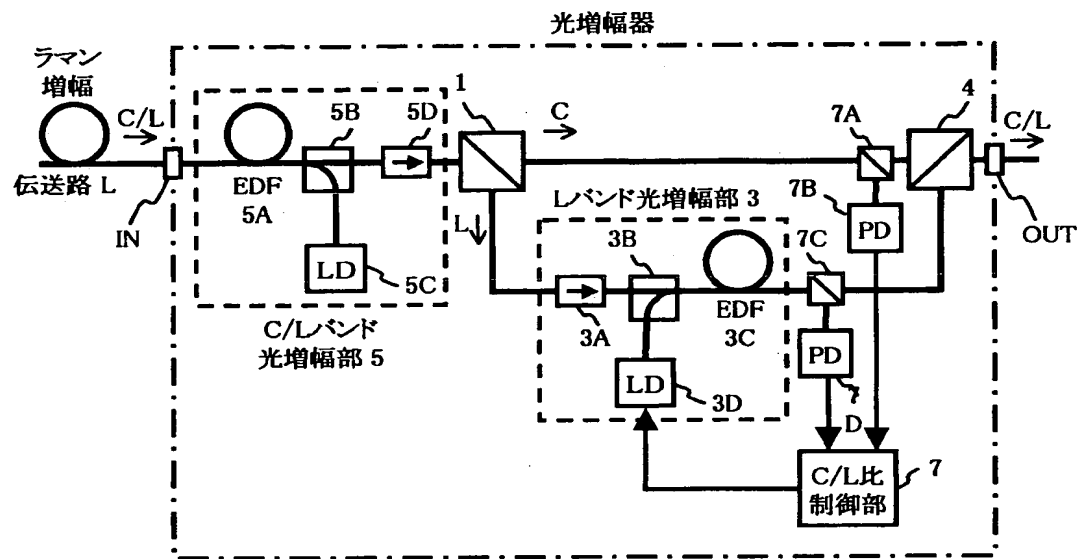 光増幅器
ラマン
増幅
C/L
伝送路 L
IN
EDF
5A
5B
5D
LD
5C
C/Lバンド
光増幅部 5
1
C
L
Lバンド光増幅部 3
3A
3B
EDF
3C
LD
3D
7A
7B
PD
7C
PD
7
D
4
C/L
OUT
C/L比
制御部
7